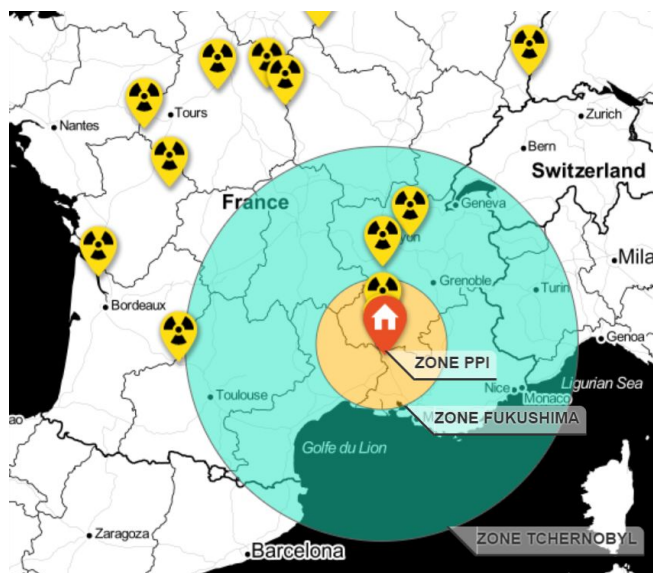 Tours
Nantes
Zurich
Bern
Switzerland
France
Geneva
Mila
Grenoble
Turin
Bordeaux
Genoa
ZONE PPI
Toulouse
Nice
Ligurian Sea
Monaco
ZONE FUKUSHIMA
Golfe du Lion
Zaragoza
ZONE TCHERNOBYL
Barcelona